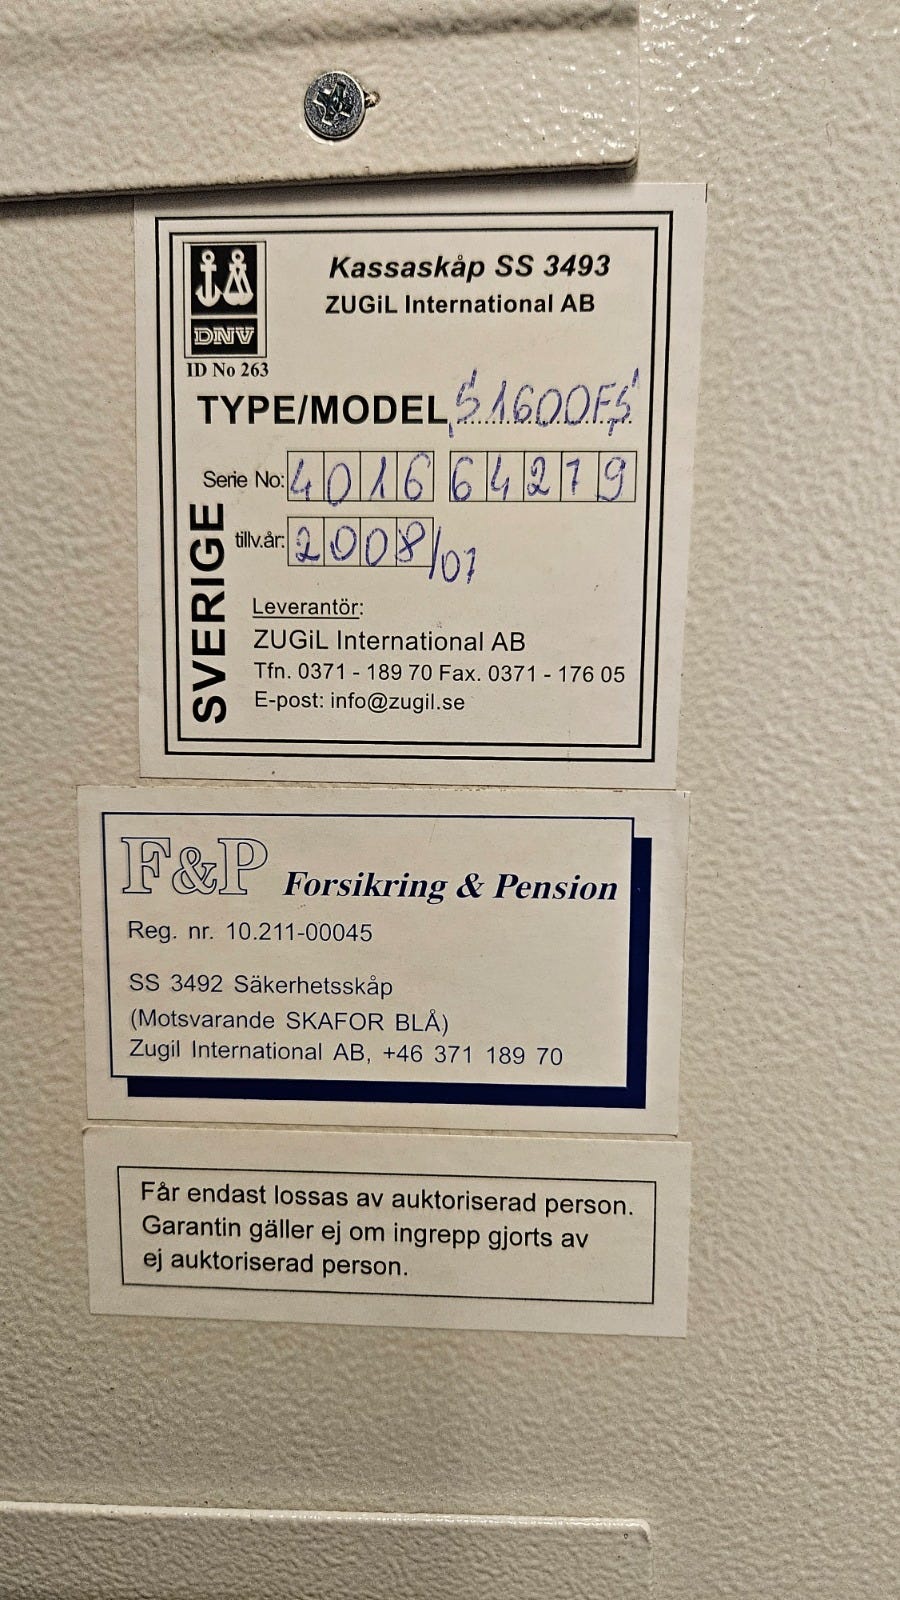 DNV
ID No 263
Kassaskåp SS 3493
ZUGiL International AB
TYPE/MODEL S1600FS
Serie No: 4016 64279
tillv.år: 2008/07
SVERIGE
Leverantör:
ZUGiL International AB
Tfn. 0371 - 189 70 Fax. 0371 - 176 05
E-post: info@zugil.se
F&P Forsikring & Pension
Reg. nr. 10.211-00045
SS 3492 Säkerhetsskåp
(Motsvarande SKAFOR BLÅ)
Zugil International AB, +46 371 189 70
Får endast lossas av auktoriserad person.
Garantin gäller ej om ingrepp gjorts av
ej auktoriserad person.